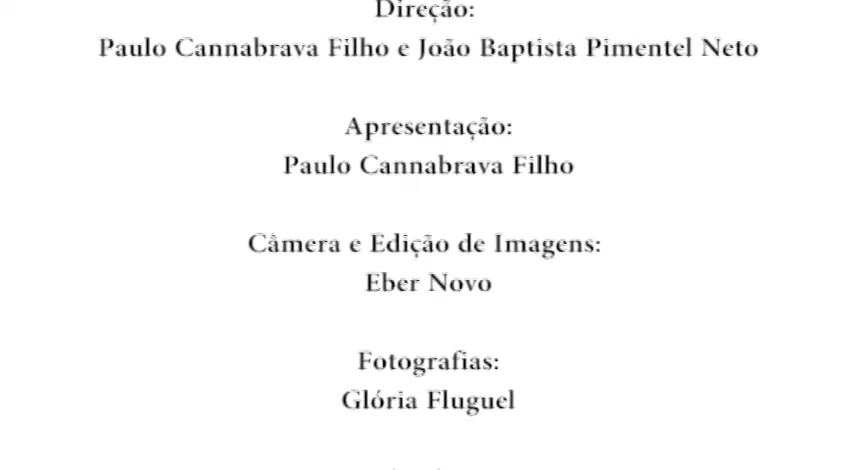 Direção:
Paulo Cannabrava Filho e João Baptista Pimentel Neto
Apresentação:
Paulo Cannabrava Filho
Câmera e Edição de Imagens:
Eber Novo
Fotografias:
Glória Fluguel